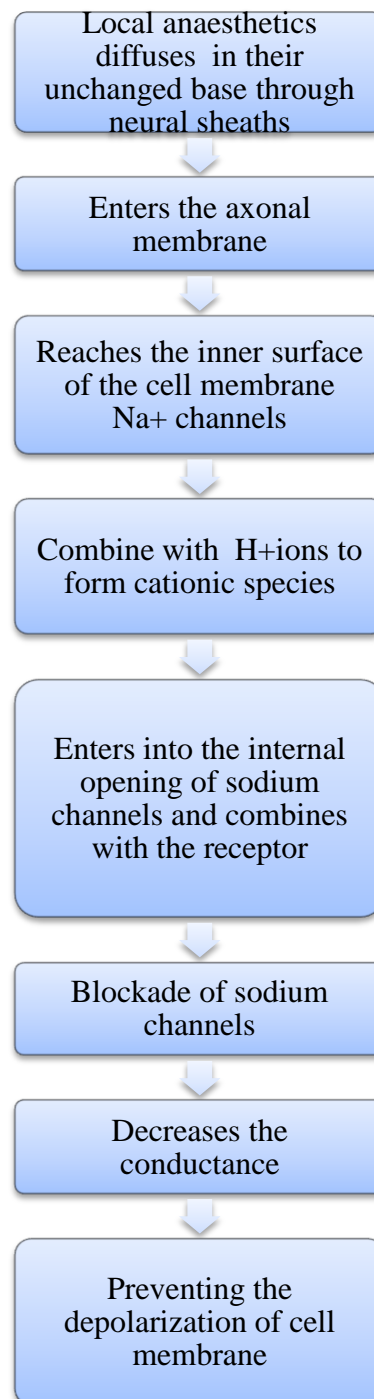 Local anaesthetics
diffuses in their
unchanged base through
neural sheaths
Enters the axonal
membrane
Reaches the inner surface
of the cell membrane
Na+ channels
Combine with H+ions to
form cationic species
Enters into the internal
opening of sodium
channels and combines
with the receptor
Blockade of sodium
channels
Decreases the
conductance
Preventing the
depolarization of cell
membrane